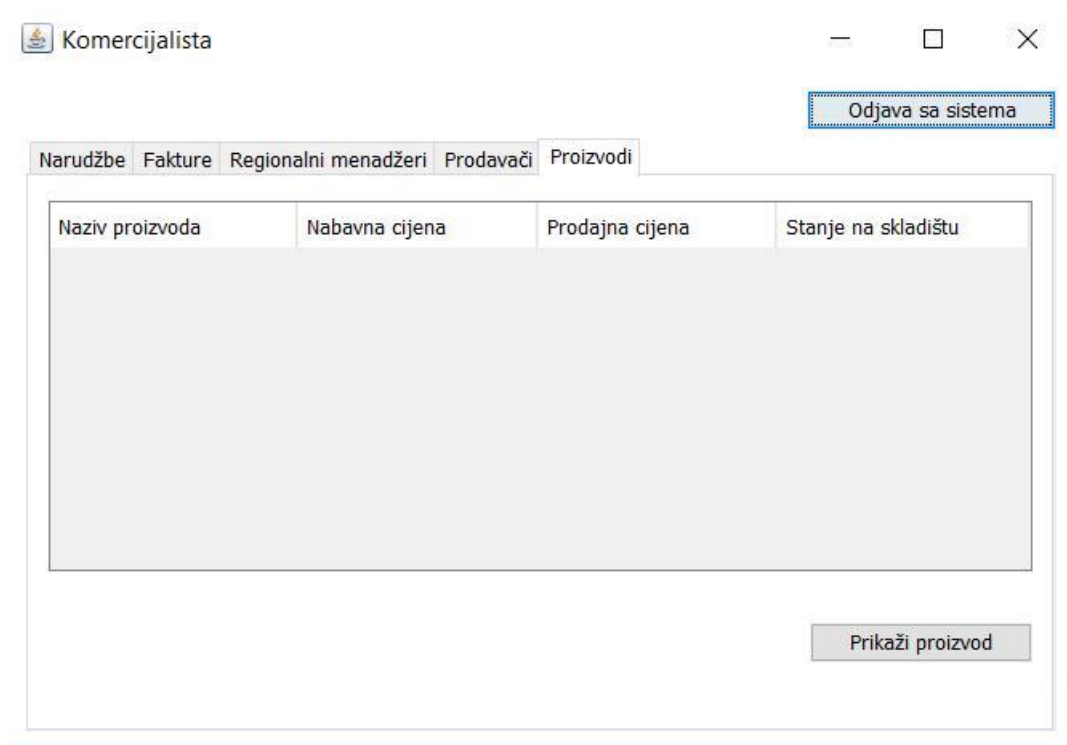 Komercijalista
Odjava sa sistema
Narudžbe Fakture Regionalni menadžeri Prodavači Proizvodi
Naziv proizvoda Nabavna cijena Prodajna cijena Stanje na skladištu
Prikaži proizvod